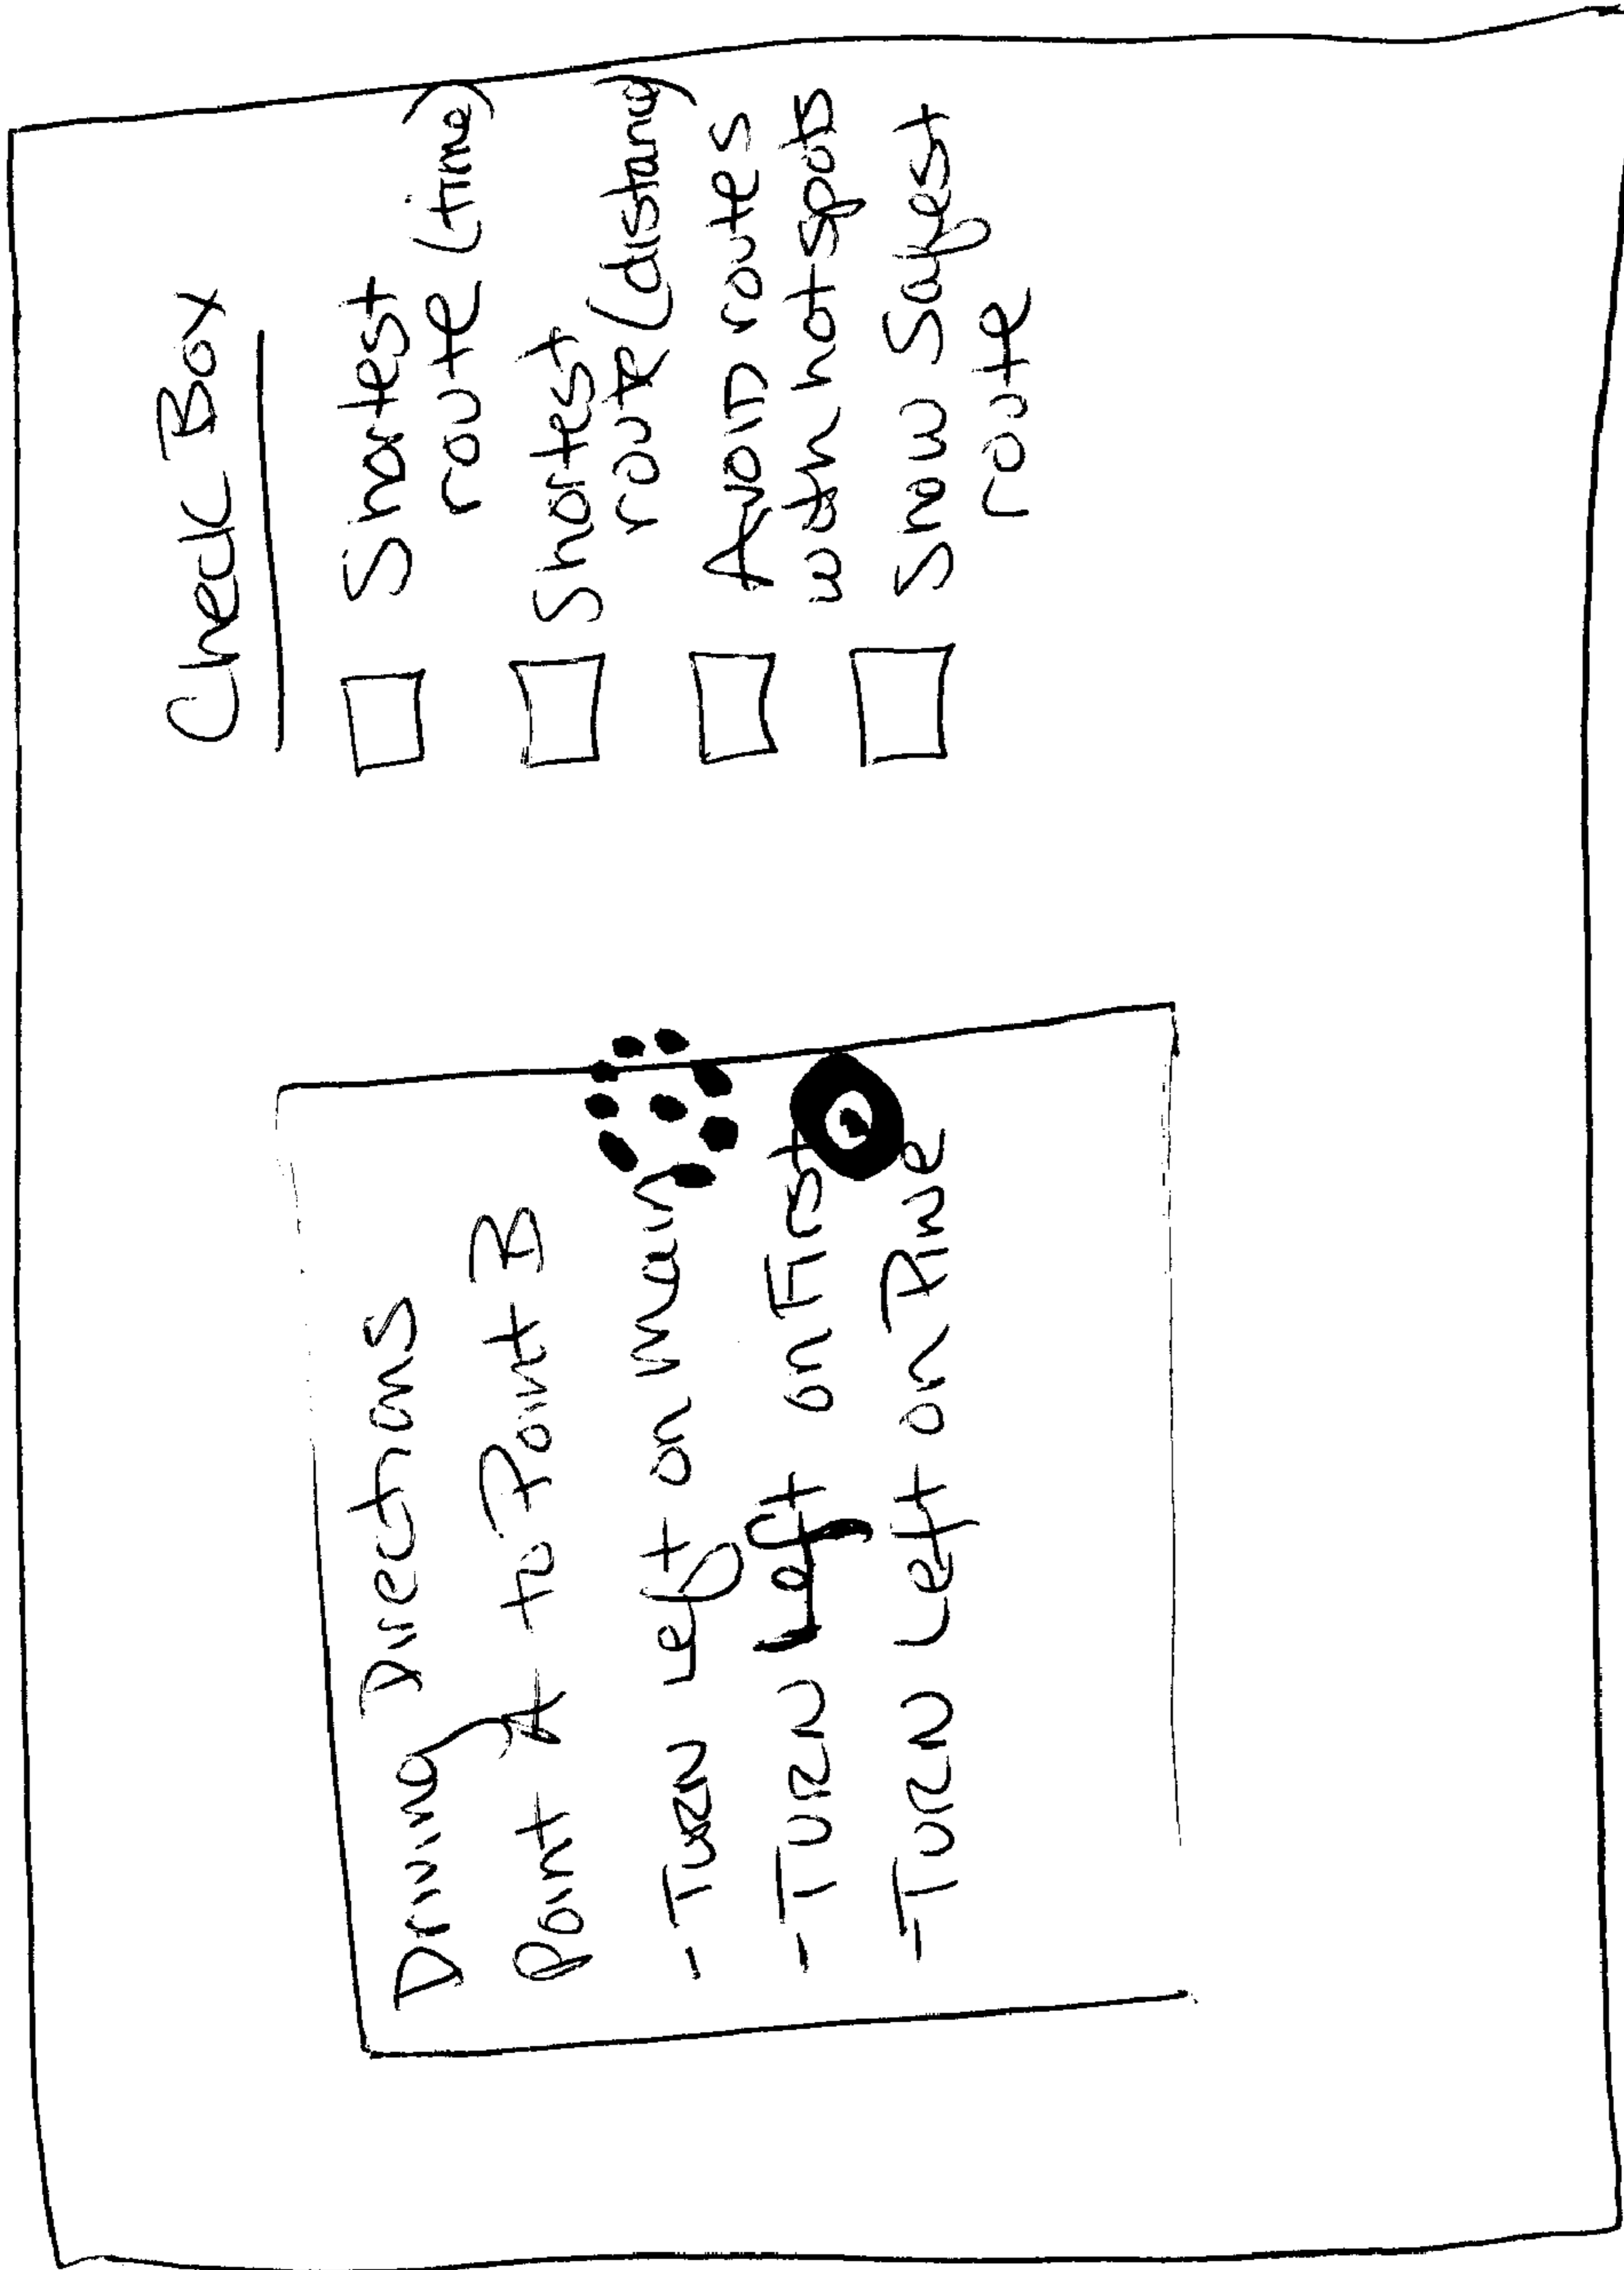 Driving Directions
Point A to Point B
- TURN Left on Main
- TURN Left on First
- TURN Left on Pine
Check Box
Shortest
route (time)
Shortest
route (distance)
AVOID routes
with hot spots
Show Safest
route